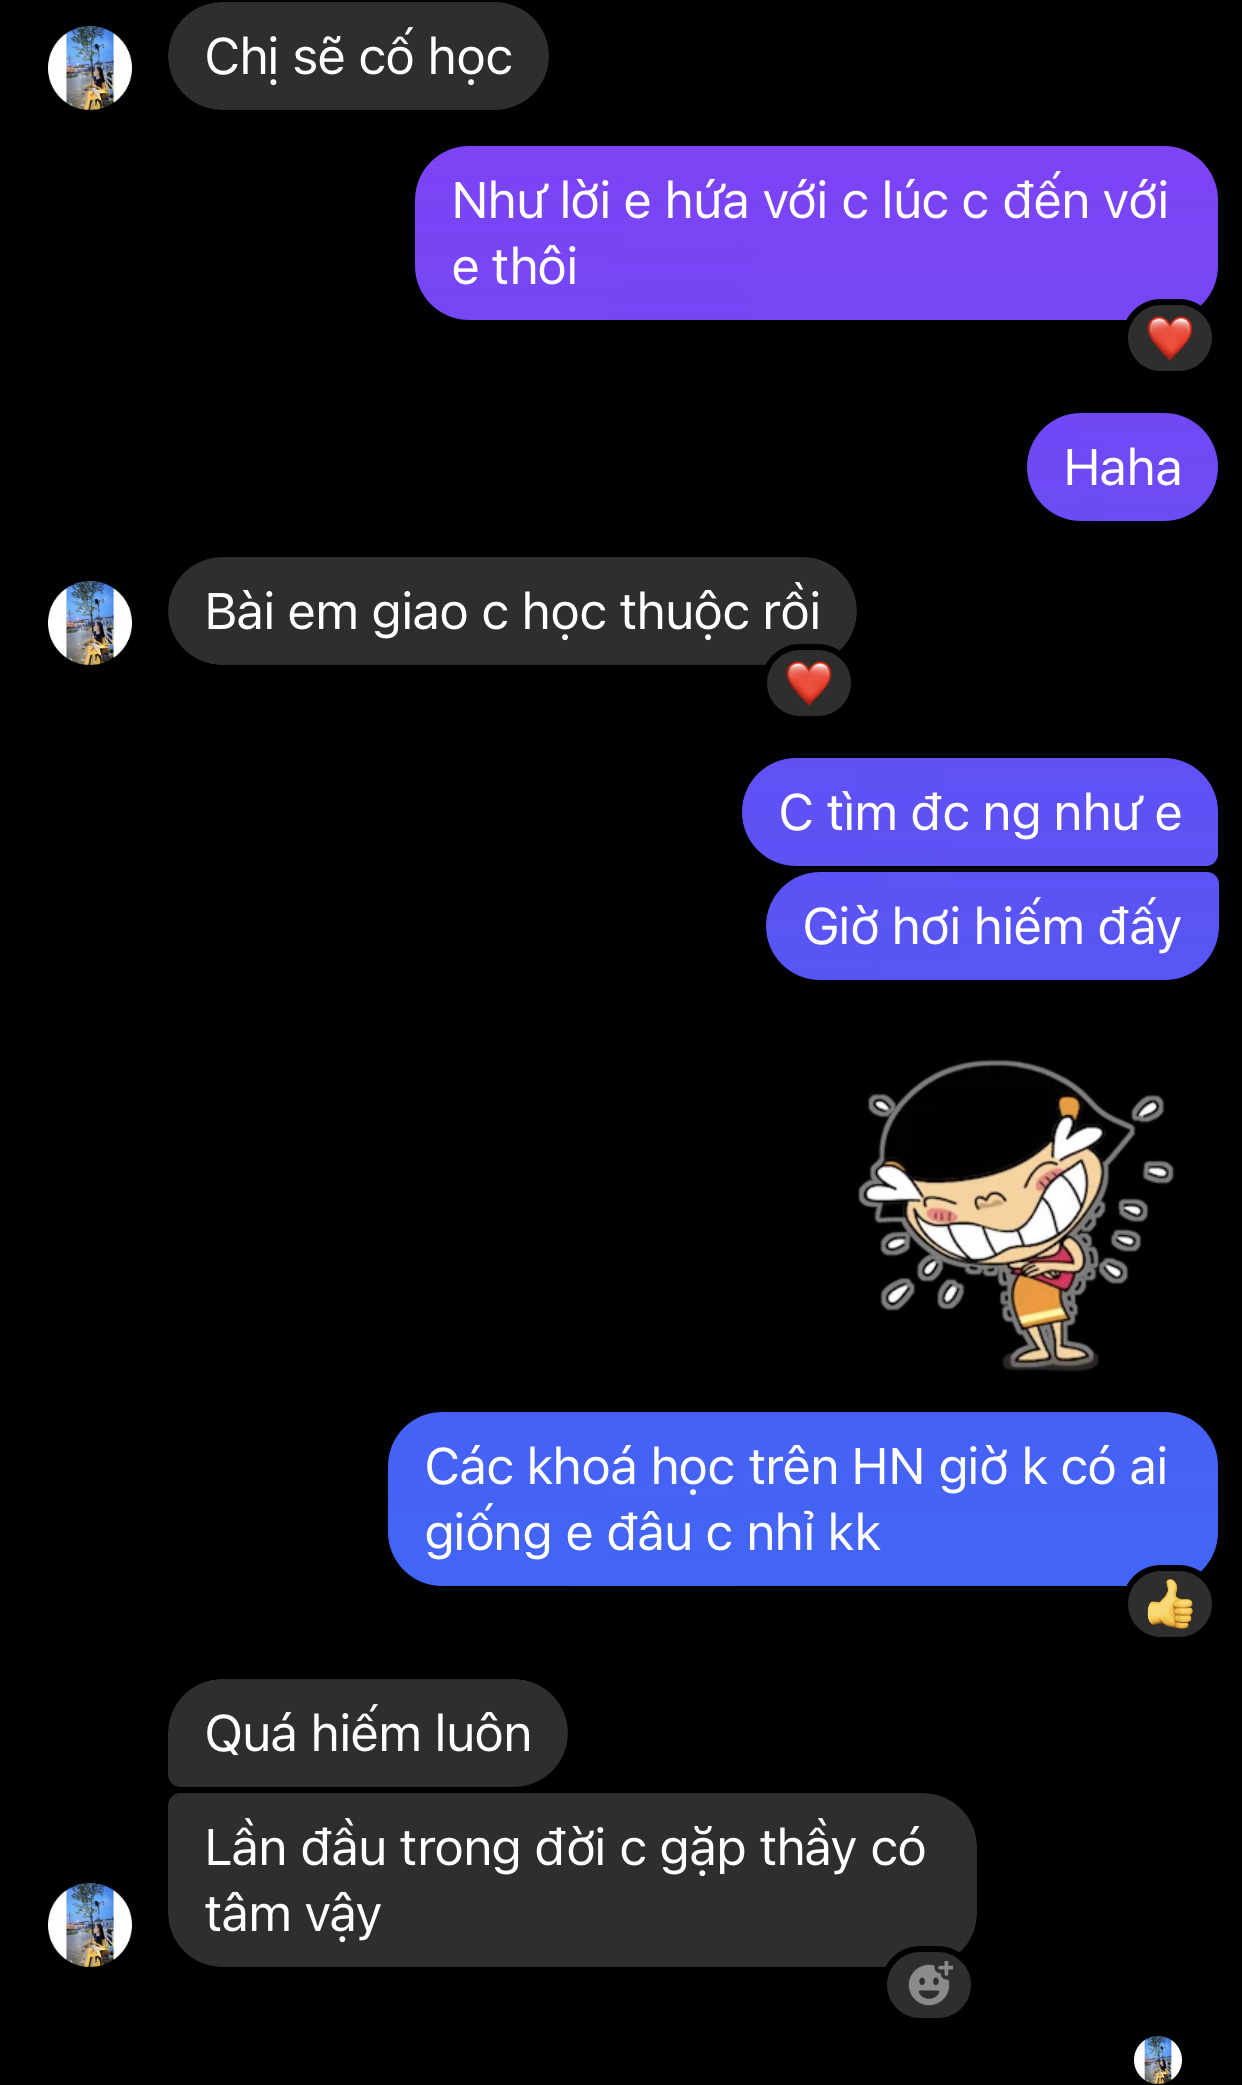 Chị sẽ cố học
Như lời e hứa với c lúc c đến với
e thôi
Haha
Bài em giao c học thuộc rồi
C tìm đc ng như e
Giờ hơi hiếm đấy
Các khoá học trên HN giờ k có ai
giống e đâu c nhỉ kk
Quá hiếm luôn
Lần đầu trong đời c gặp thầy có
tâm vậy